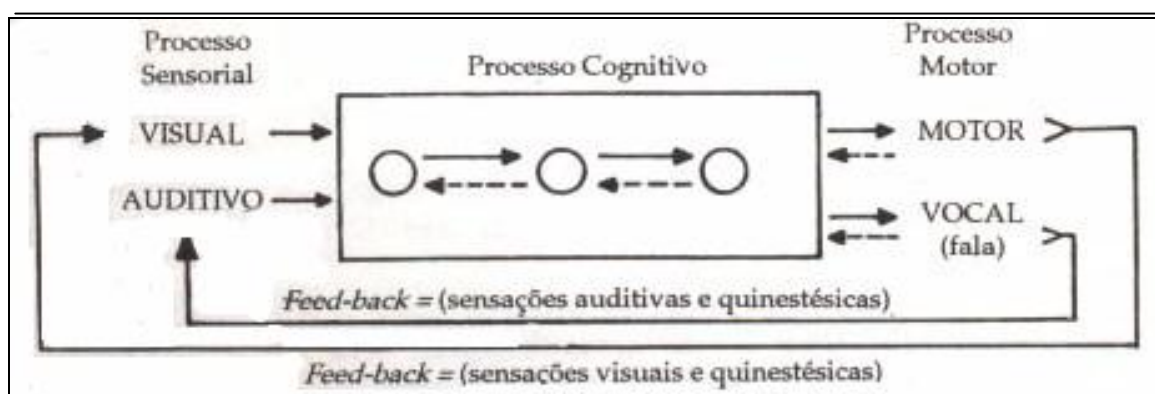 Processo
Sensorial
Processo Cognitivo
Processo
Motor
VISUAL
MOTOR
AUDITIVO
VOCAL
(fala)
Feed-back = (sensações auditivas e quinestésicas)
Feed-back = (sensações visuais e quinestésicas)